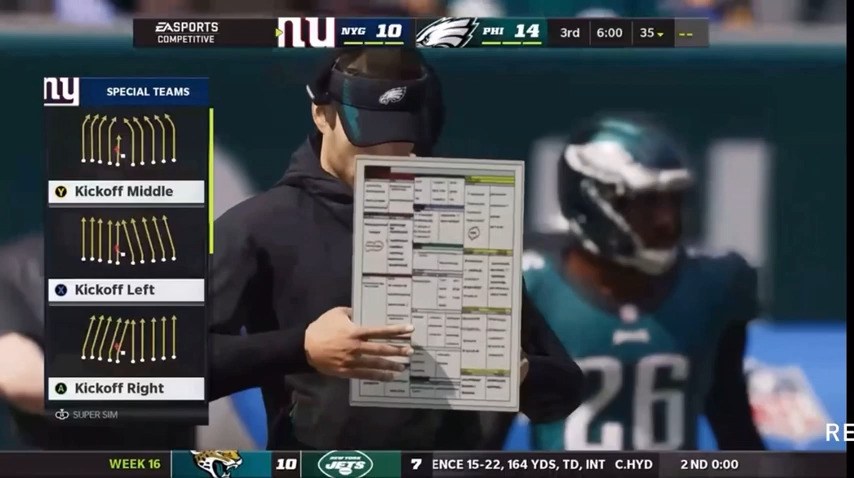 EA SPORTS
COMPETITIVE
ny NYG 10 PHI 14 3rd 6:00 35
ny SPECIAL TEAMS
Y Kickoff Middle
X Kickoff Left
A Kickoff Right
SUPER SIM
26
RE
WEEK 16 10 NEW YORK JETS 7 ENCE 15-22, 164 YDS, TD, INT C.HYD 2ND 0:00